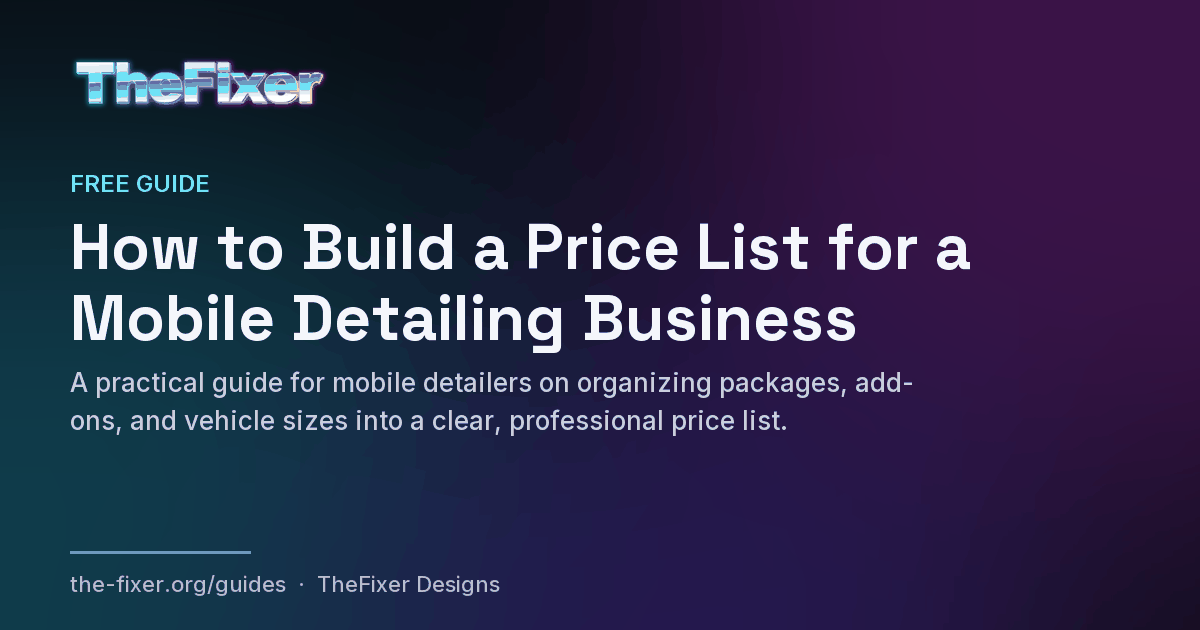 TheFixer
FREE GUIDE
How to Build a Price List for a
Mobile Detailing Business
A practical guide for mobile detailers on organizing packages, add-
ons, and vehicle sizes into a clear, professional price list.
the-fixer.org/guides · TheFixer Designs